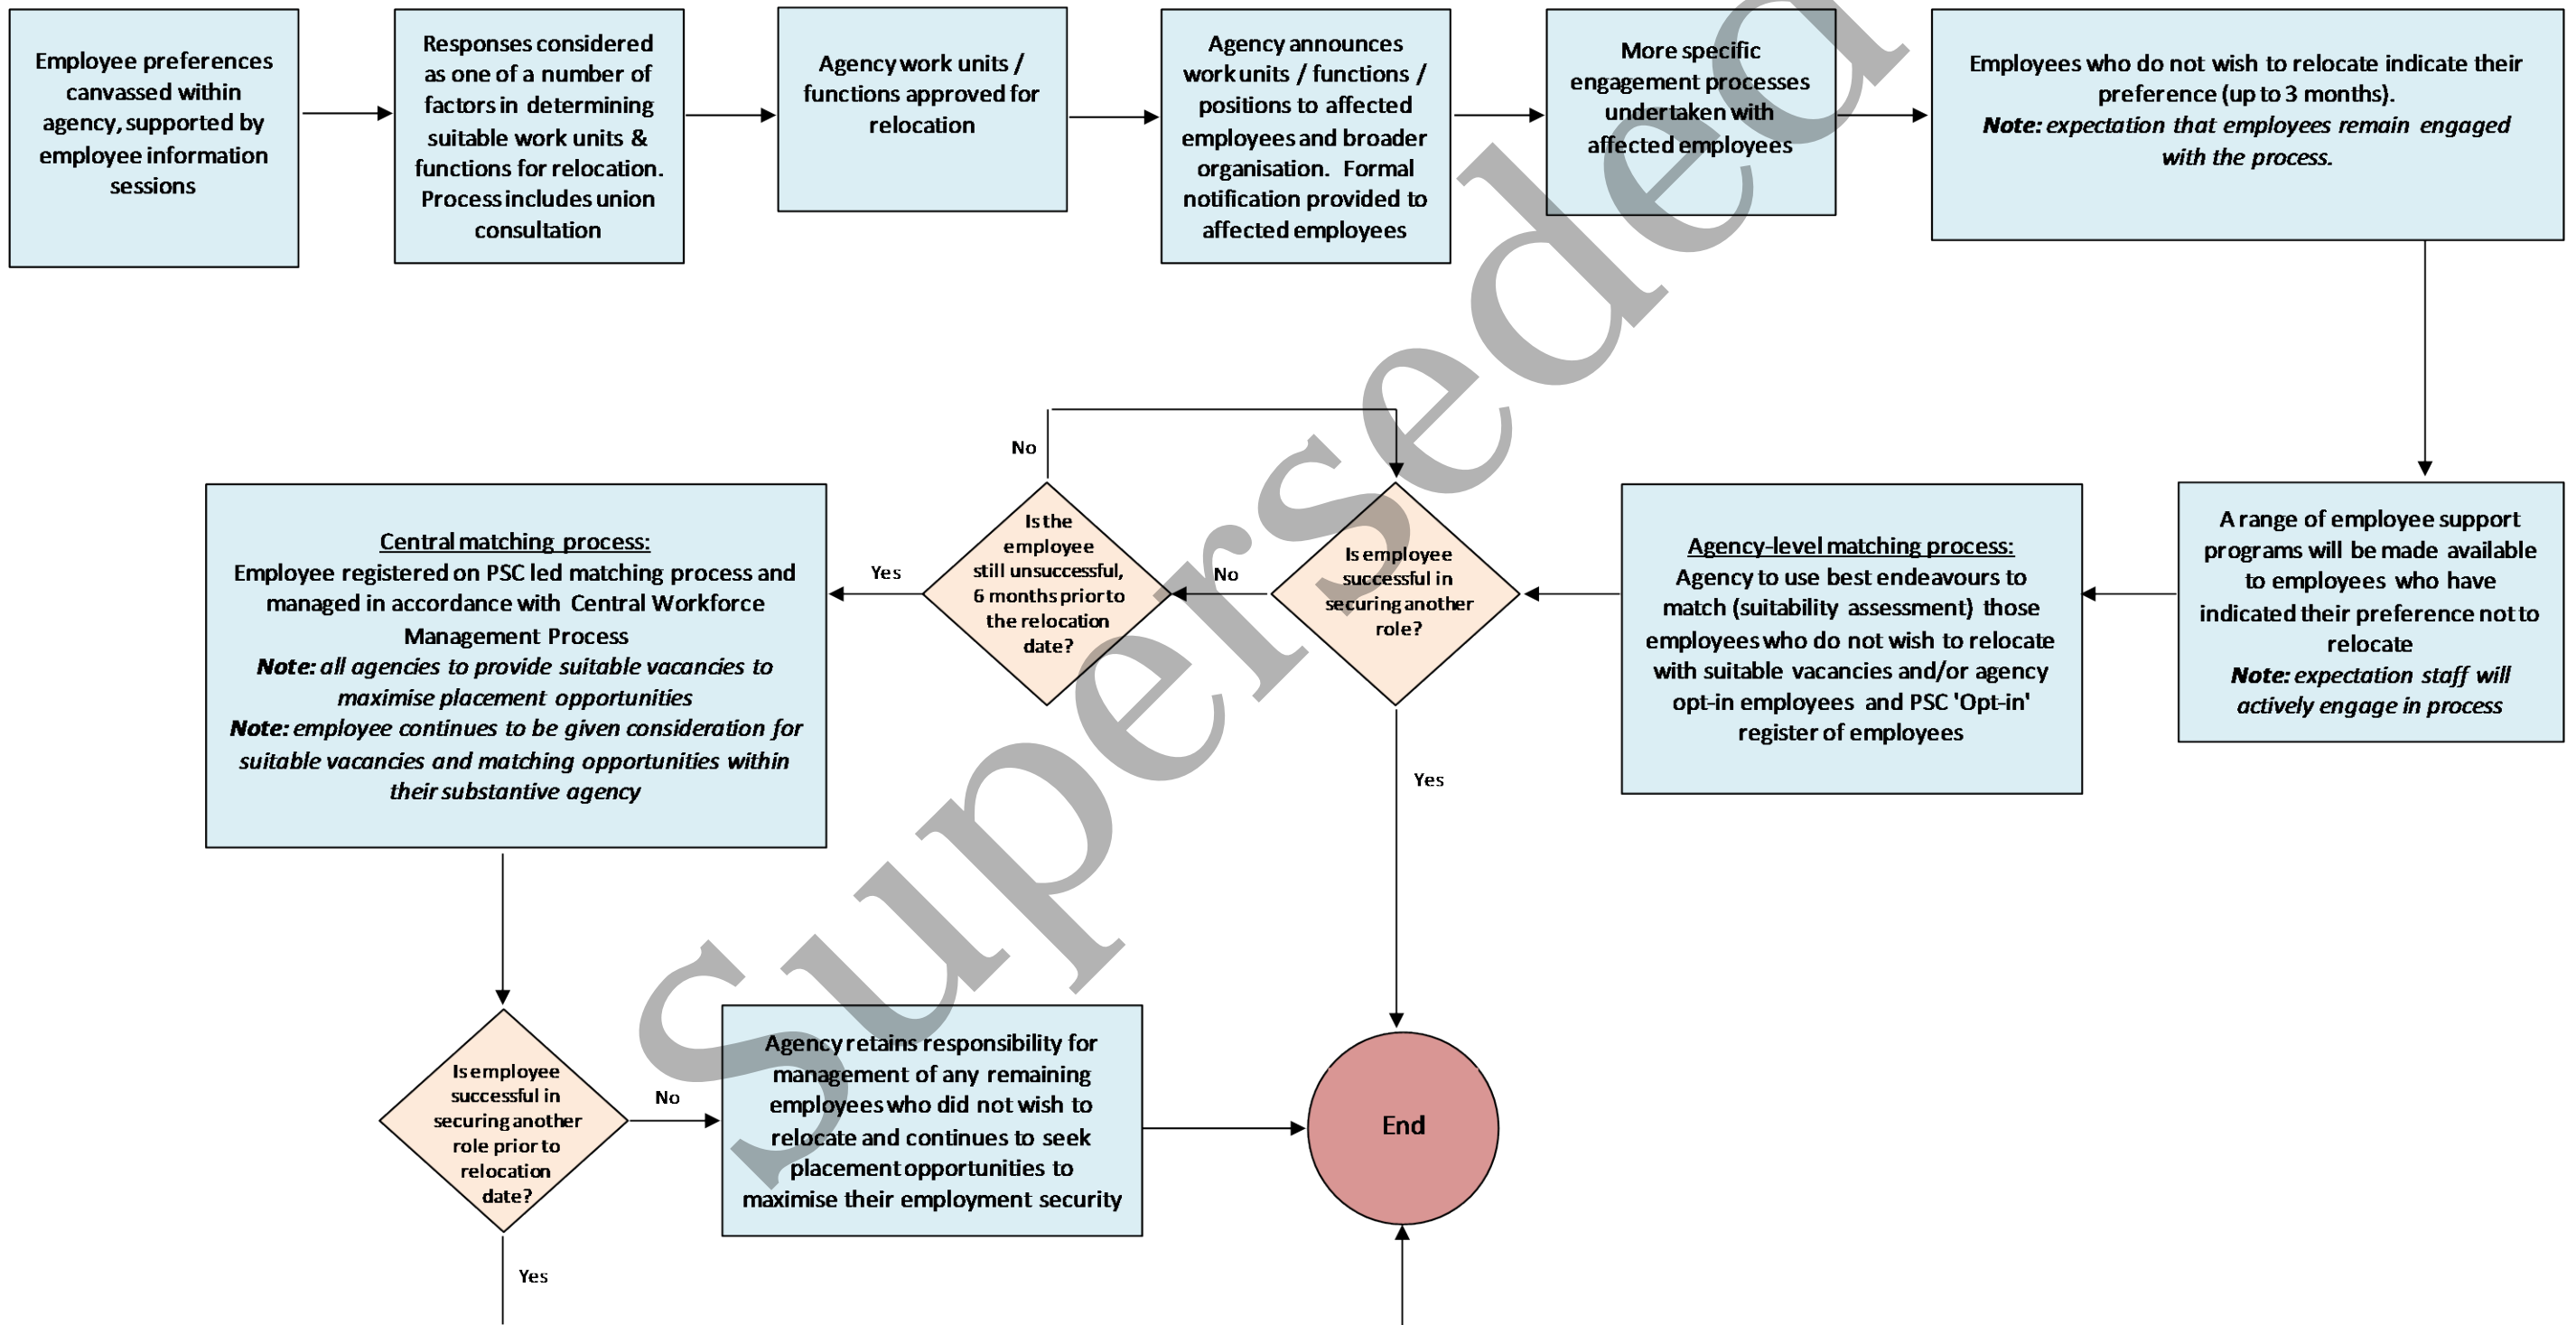 Employee preferences
canvassed within
agency, supported by
employee information
sessions
Responses considered
as one of a number of
factors in determining
suitable work units &
functions for relocation.
Process includes union
consultation
Agency work units /
functions approved for
relocation
Agency announces
work units / functions /
positions to affected
employees and broader
organisation. Formal
notification provided to
affected employees
More specific
engagement processes
undertaken with
affected employees
Employees who do not wish to relocate indicate their
preference (up to 3 months).
Note: expectation that employees remain engaged
with the process.
A range of employee support
programs will be made available
to employees who have
indicated their preference not to
relocate
Note: expectation staff will
actively engage in process
Agency-level matching process:
Agency to use best endeavours to
match (suitability assessment) those
employees who do not wish to relocate
with suitable vacancies and/or agency
opt-in employees and PSC 'Opt-in'
register of employees
Is employee
successful in
securing another
role?
No
Yes
Is the
employee
still unsuccessful,
6 months prior to
the relocation
date?
No
Yes
Central matching process:
Employee registered on PSC led matching process and
managed in accordance with Central Workforce
Management Process
Note: all agencies to provide suitable vacancies to
maximise placement opportunities
Note: employee continues to be given consideration for
suitable vacancies and matching opportunities within
their substantive agency
Is employee
successful in
securing another
role prior to
relocation
date?
No
Yes
Agency retains responsibility for
management of any remaining
employees who did not wish to
relocate and continues to seek
placement opportunities to
maximise their employment security
End
Superseded